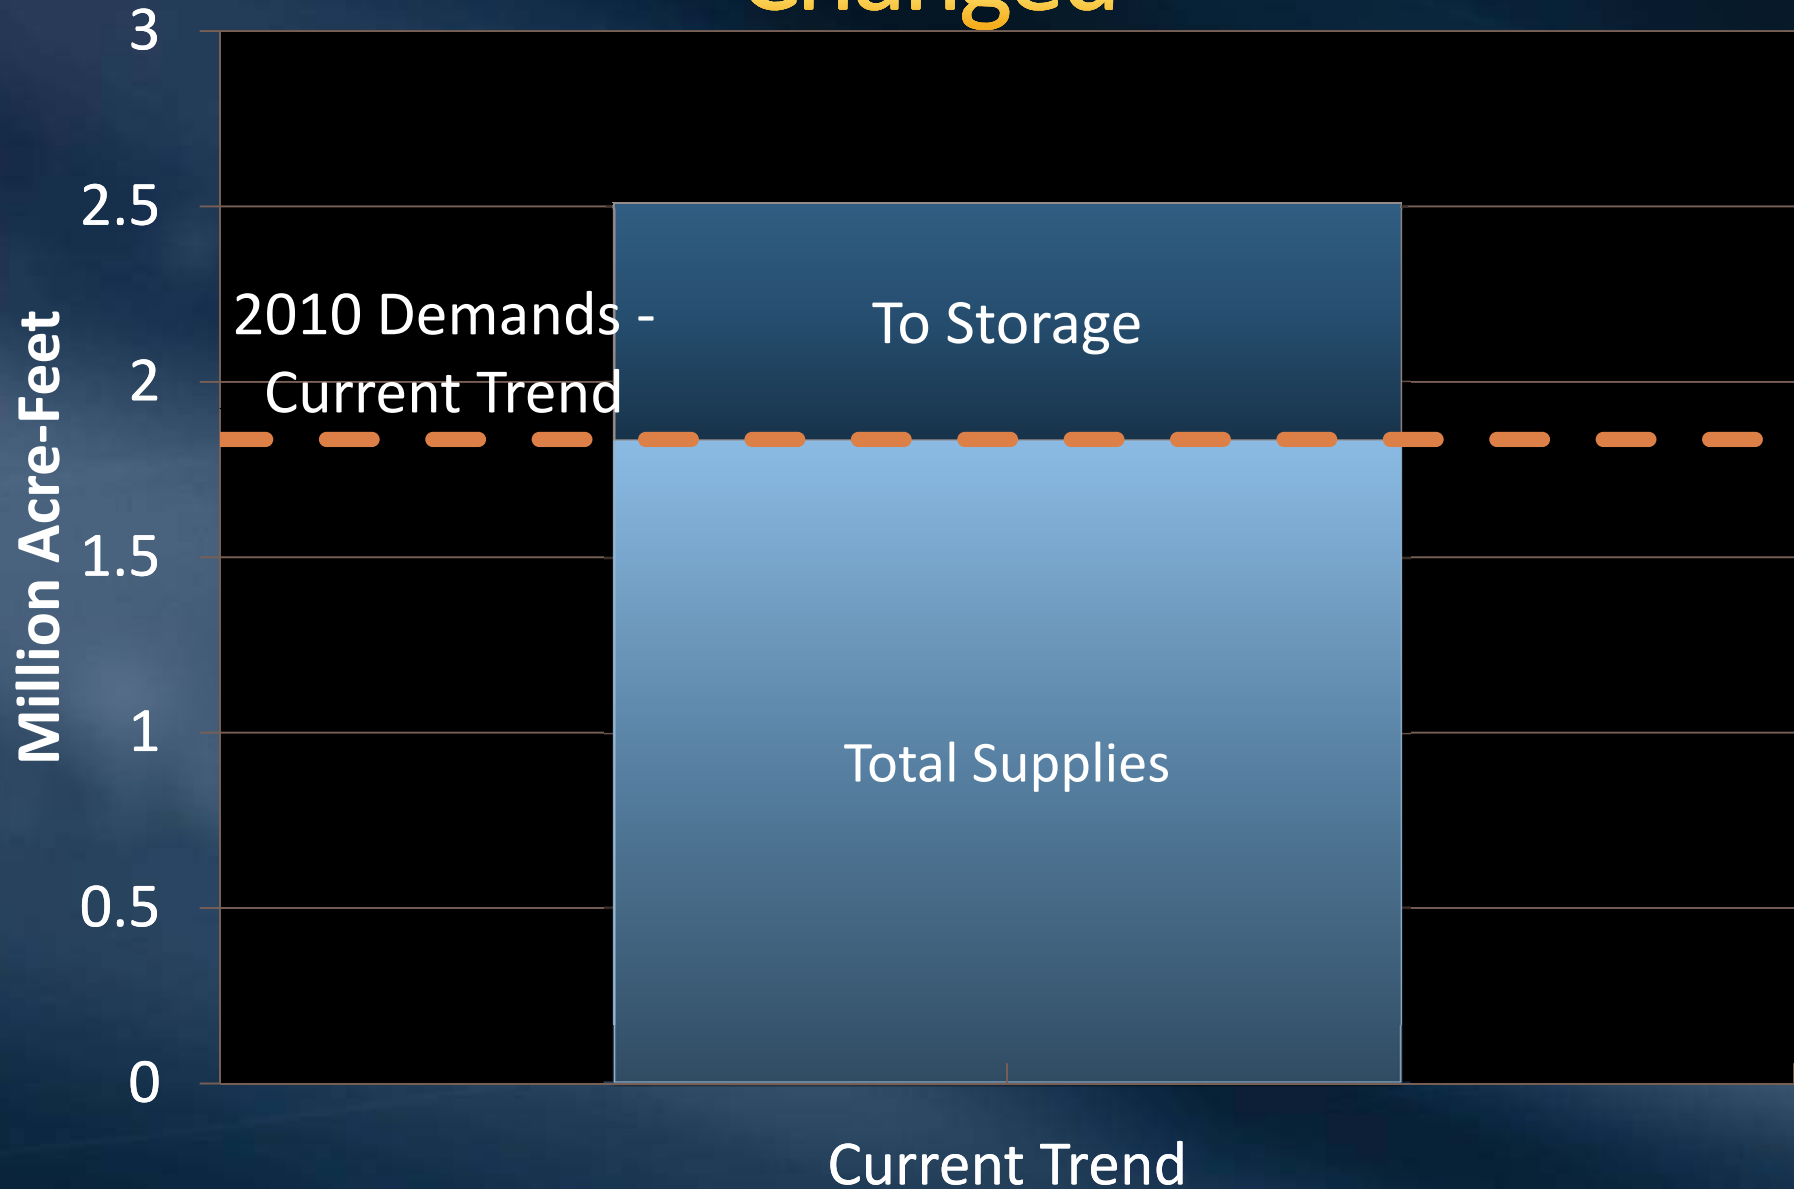 Changed
3
2.5
2
1.5
1
0.5
0
Million Acre-Feet
2010 Demands -
Current Trend
To Storage
Total Supplies
Current Trend